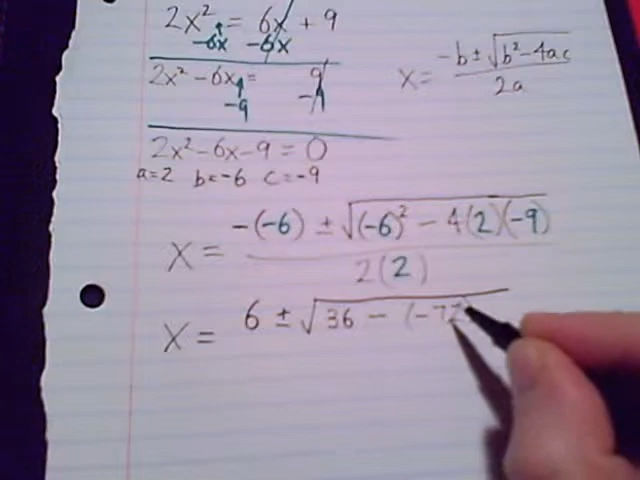 2x² = 6x + 9
-6x -6x
2x² - 6x = 9
-9 -9
2x² - 6x - 9 = 0
a=2 b=-6 c=-9
x = -b ± √b² - 4ac / 2a
x = -(-6) ± √(-6)² - 4(2)(-9) / 2(2)
x = 6 ± √36 - (-72)